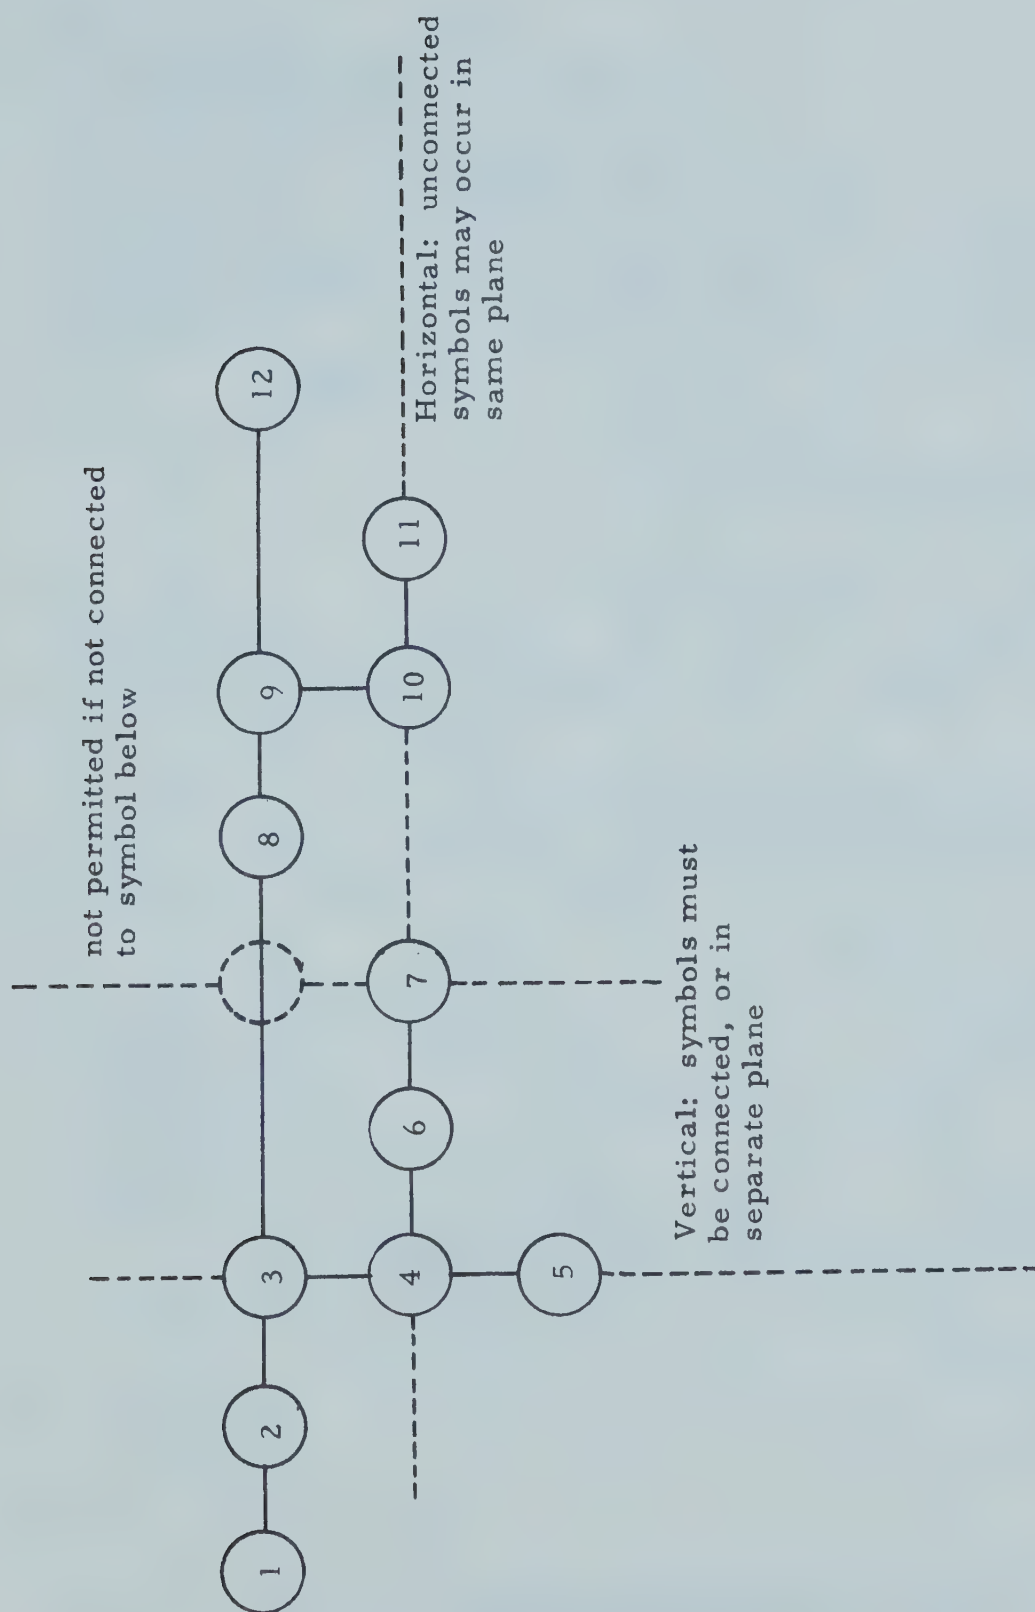 not permitted if not connected
to symbol below
1 2 3 8 9 12
4 6 7 10 11
Horizontal: unconnected
symbols may occur in
same plane
5
Vertical: symbols must
be connected, or in
separate plane